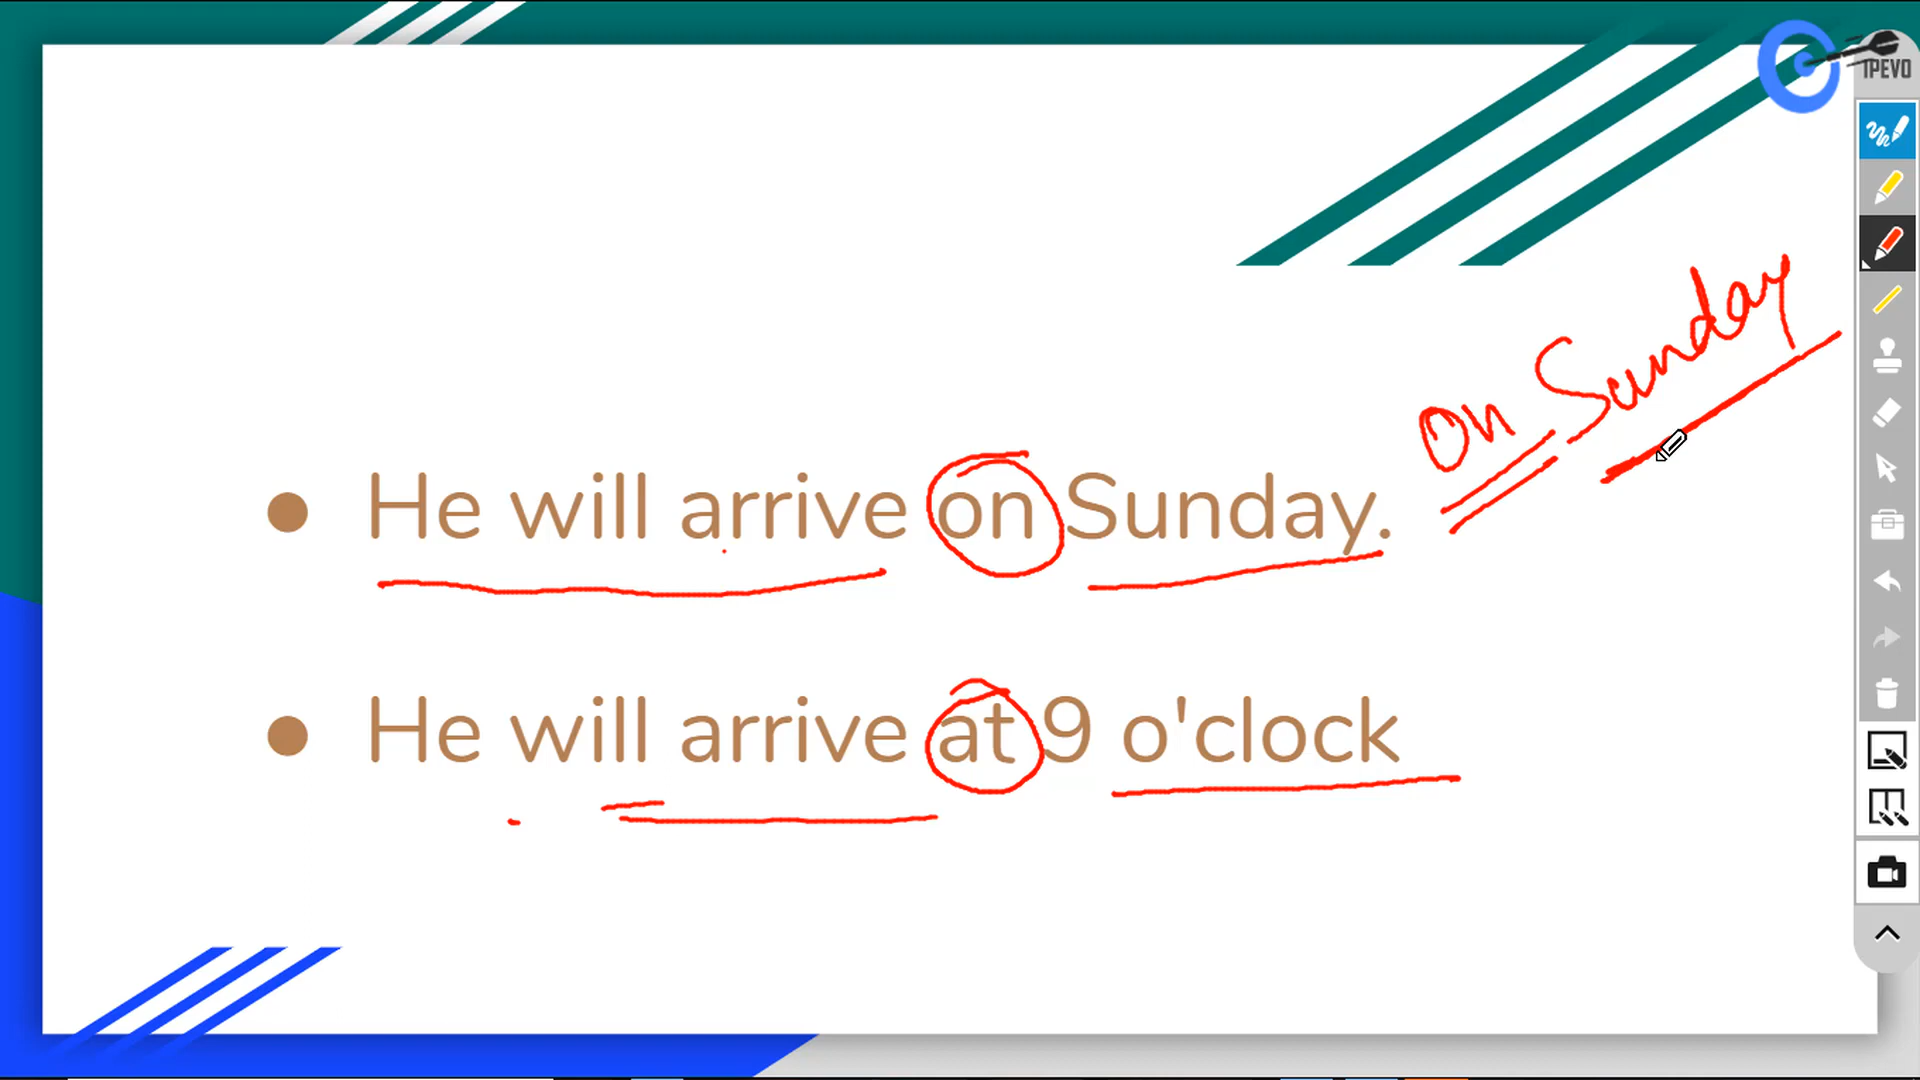 IPEVO
On Sunday
● He will arrive on Sunday.
● He will arrive at 9 o'clock